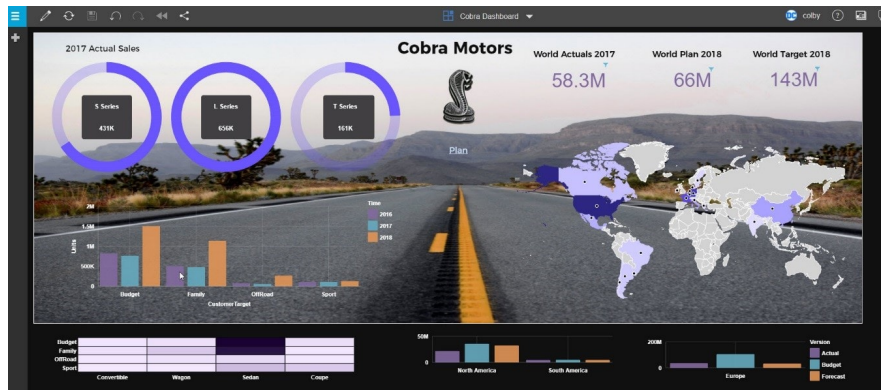 Cobra Dashboard
colby
2017 Actual Sales
Cobra Motors
World Actuals 2017
World Plan 2018
World Target 2018
58.3M
66M
143M
S Series
431K
L Series
656K
T Series
161K
Plan
Time
2016
2017
2018
2M
1.5M
1M
500K
0
Units
Budget
Family
OffRoad
Sport
CustomerTarget
Budget
Family
OffRoad
Sport
Convertible
Wagon
Sedan
Coupe
50M
0
North America
South America
200M
0
Europe
Version
Actual
Budget
Forecast